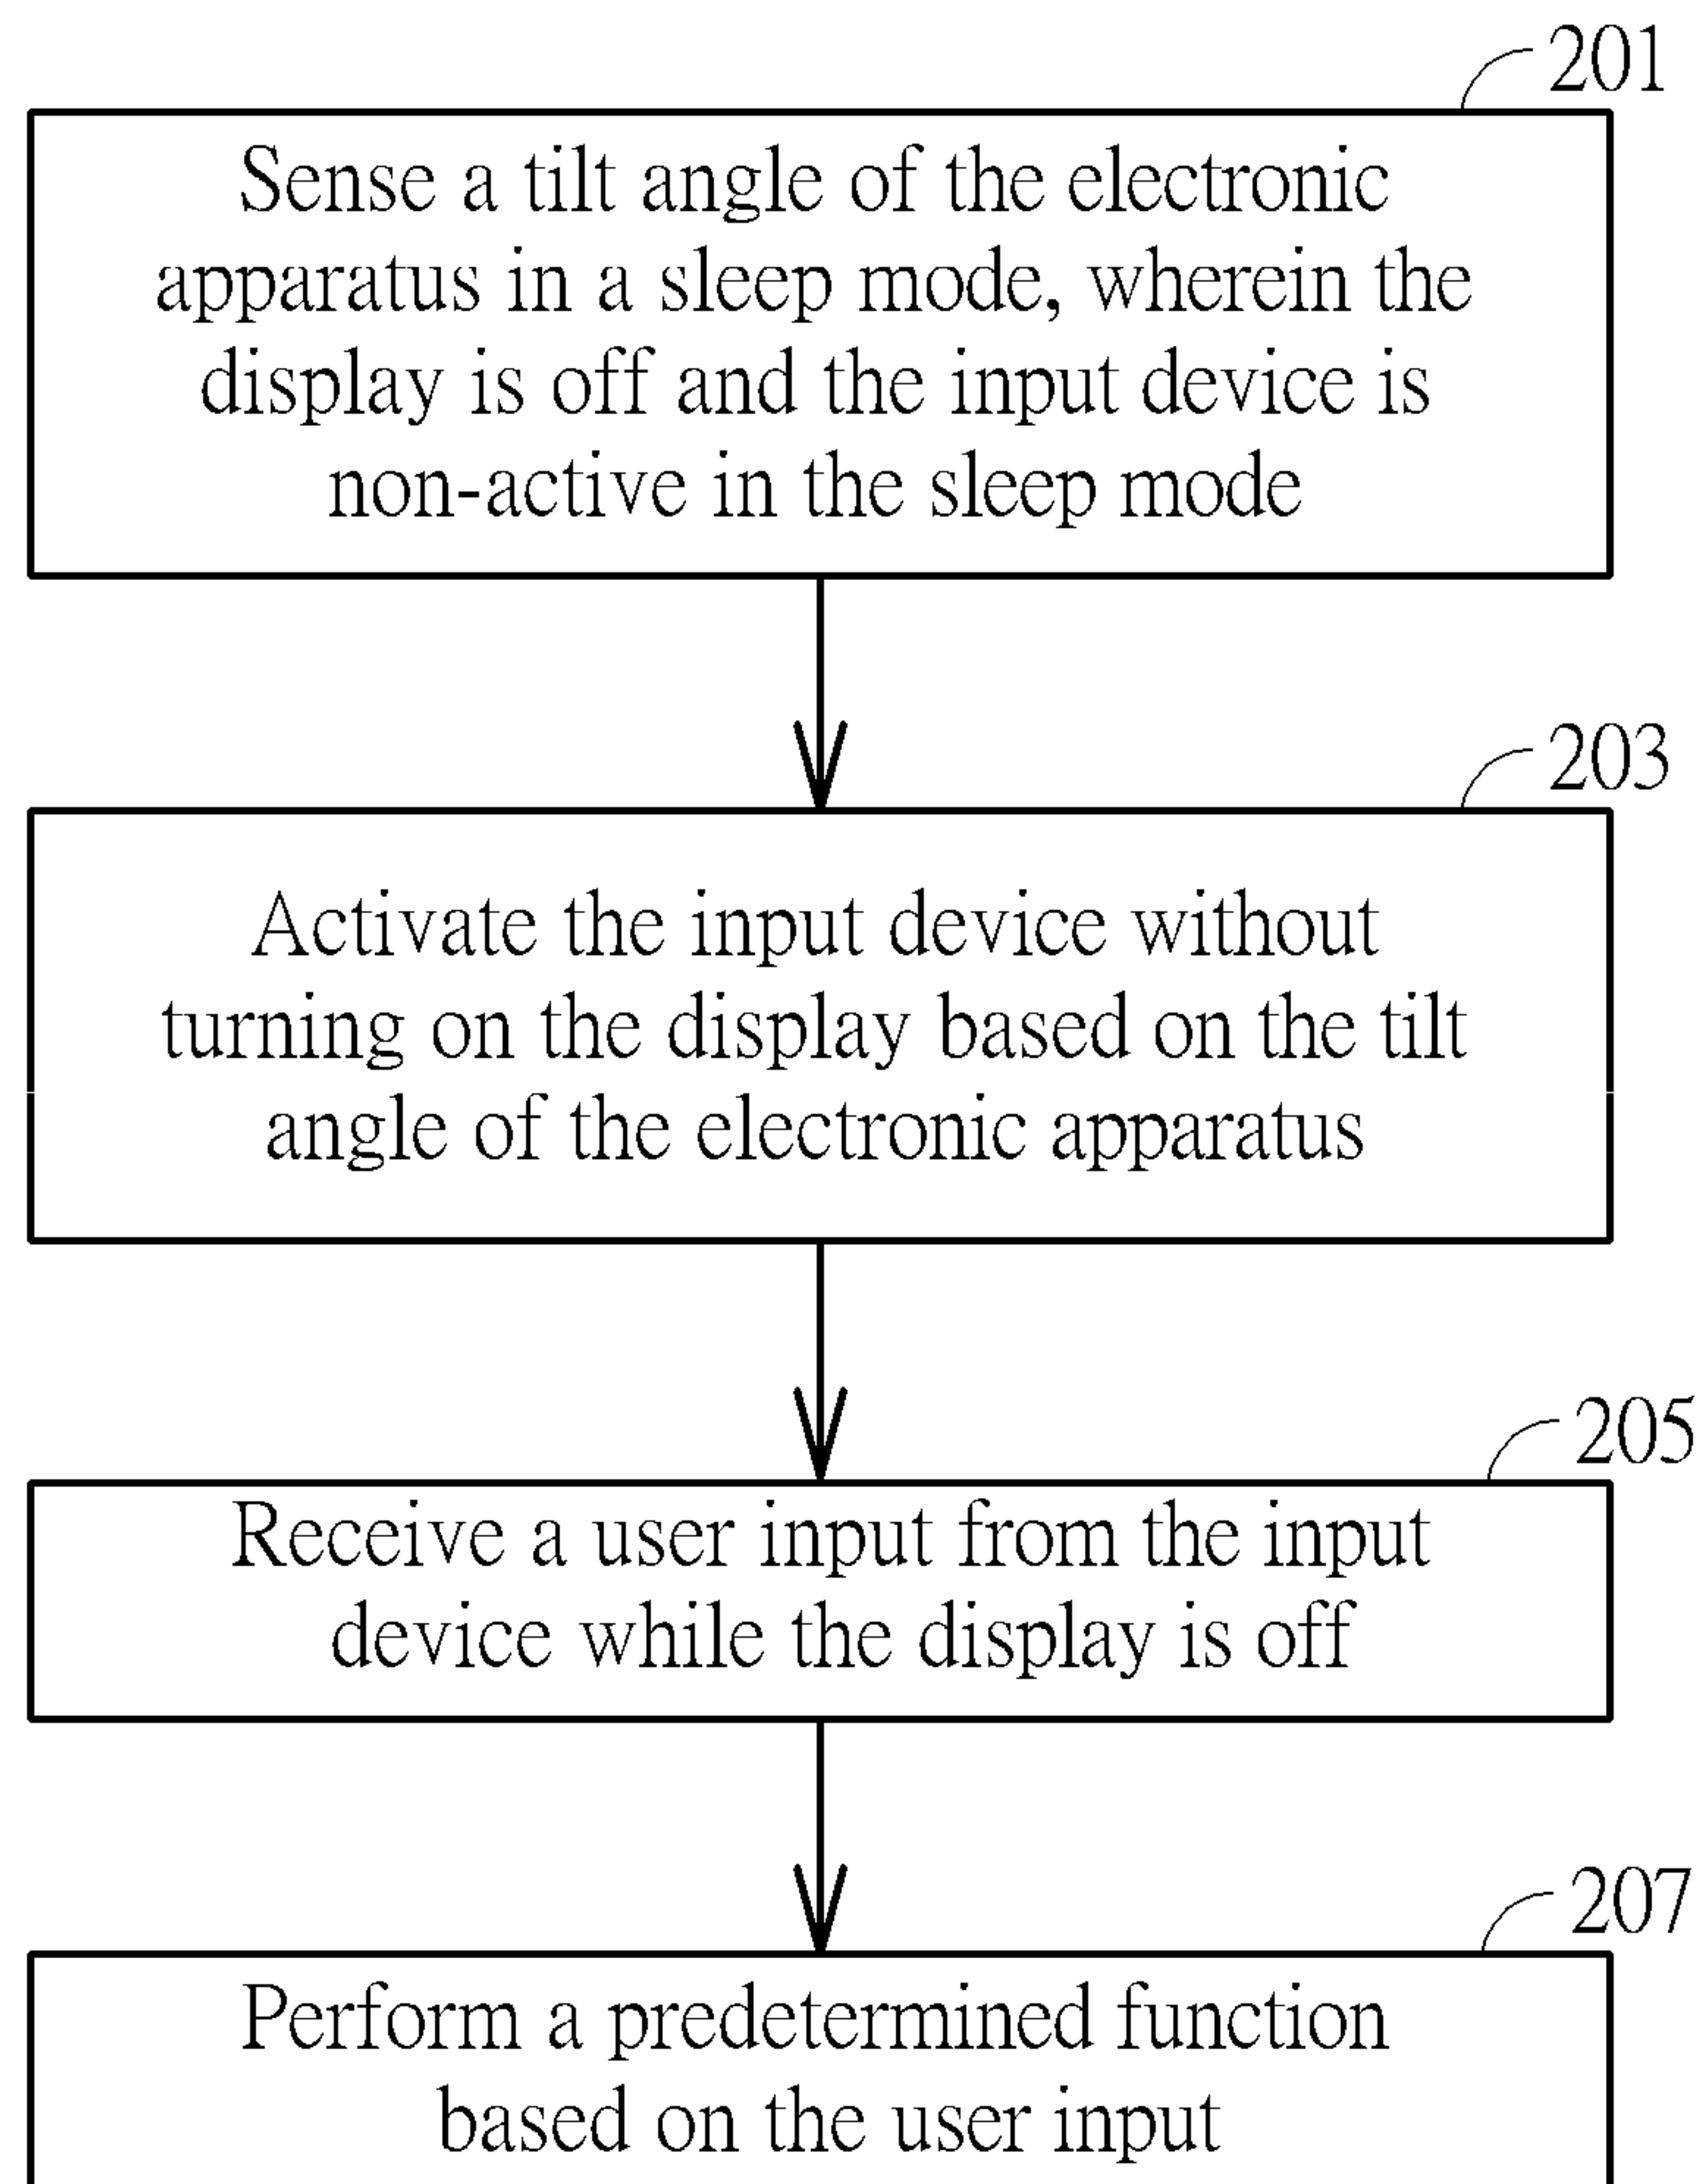 201
Sense a tilt angle of the electronic
apparatus in a sleep mode, wherein the
display is off and the input device is
non-active in the sleep mode
203
Activate the input device without
turning on the display based on the tilt
angle of the electronic apparatus
205
Receive a user input from the input
device while the display is off
207
Perform a predetermined function
based on the user input